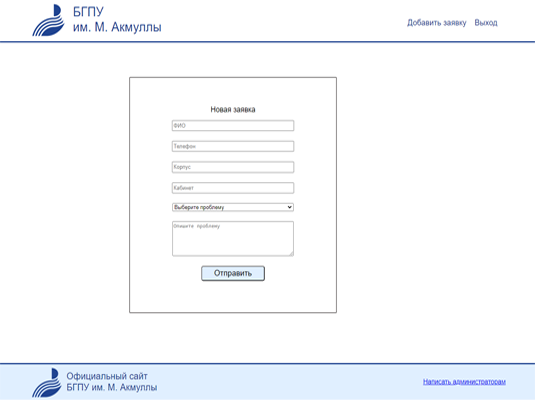 БГПУ
им. М. Акмуллы
Добавить заявку Выход
Новая заявка
ФИО
Телефон
Корпус
Кабинет
Выберите проблему
Опишите проблему
Отправить
Официальный сайт
БГПУ им. М. Акмуллы
Написать администраторам